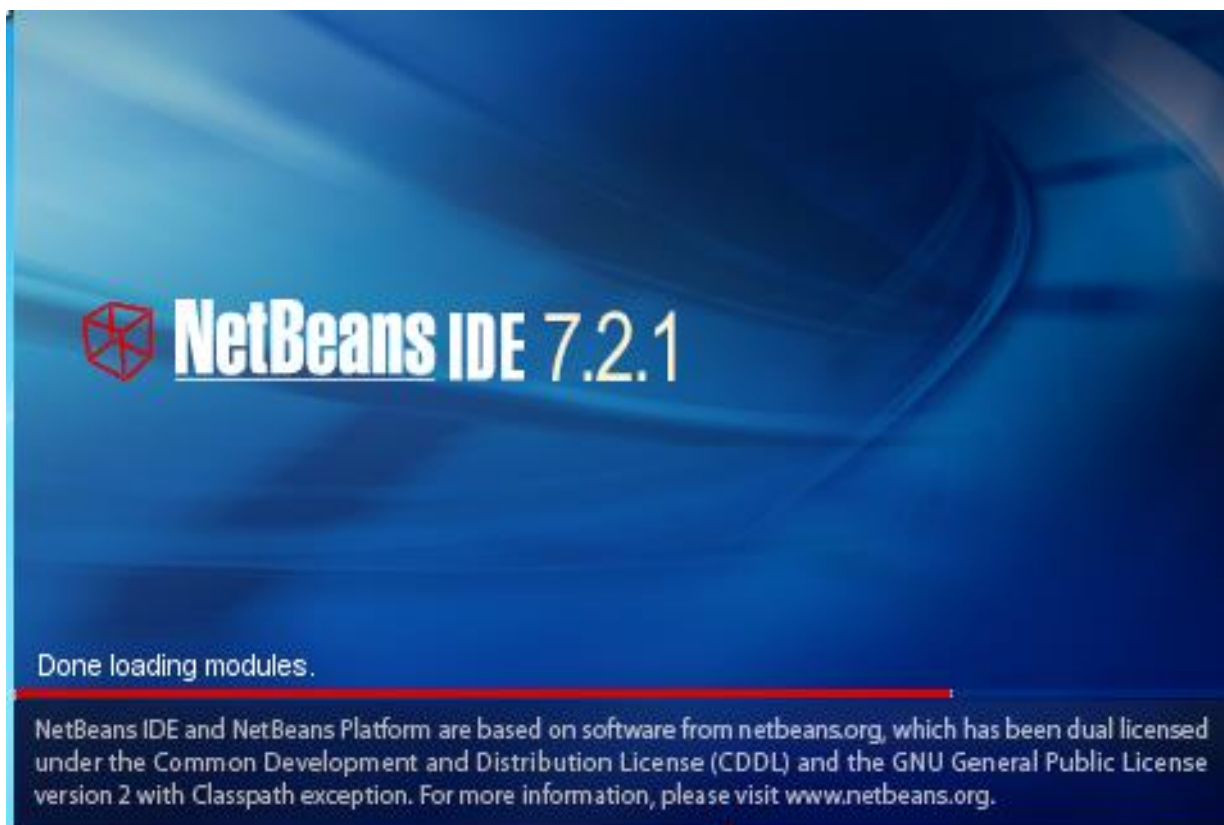 NetBeans IDE 7.2.1
Done loading modules.
NetBeans IDE and NetBeans Platform are based on software from netbeans.org, which has been dual licensed
under the Common Development and Distribution License (CDDL) and the GNU General Public License
version 2 with Classpath exception. For more information, please visit www.netbeans.org.